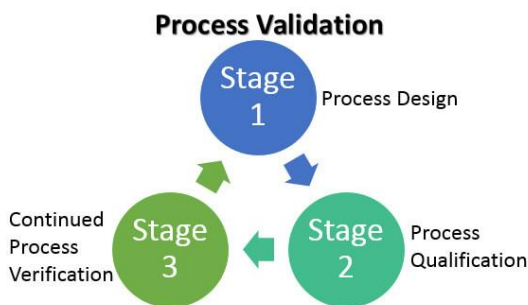 Process Validation
Stage
1
Process Design
Stage
2
Process
Qualification
Stage
3
Continued
Process
Verification